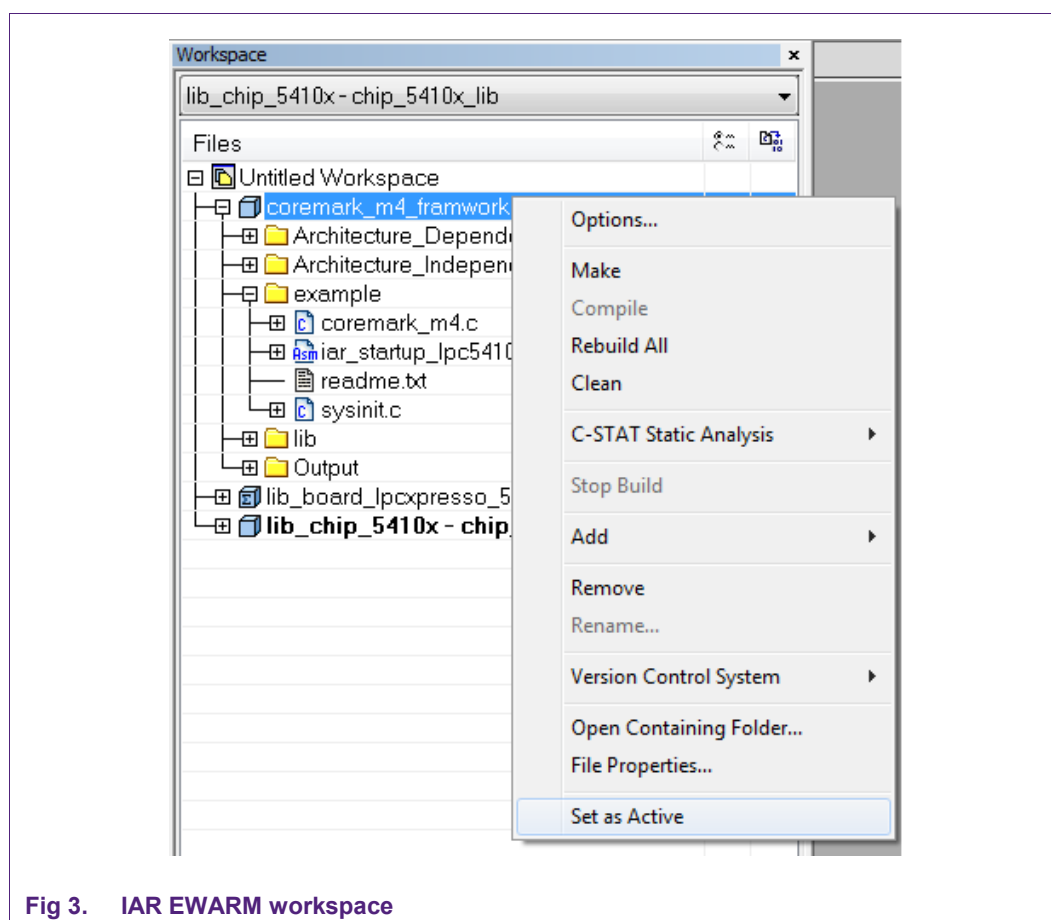 Workspace
lib_chip_5410x - chip_5410x_lib
Files
Untitled Workspace
coremark_m4_framwork
Architecture_Depend
Architecture_Indepen
example
coremark_m4.c
Asm iar_startup_lpc5410
readme.txt
sysinit.c
lib
Output
lib_board_lpcxpresso_5
lib_chip_5410x - chip_
Options...
Make
Compile
Rebuild All
Clean
C-STAT Static Analysis
Stop Build
Add
Remove
Rename...
Version Control System
Open Containing Folder...
File Properties...
Set as Active
Fig 3. IAR EWARM workspace